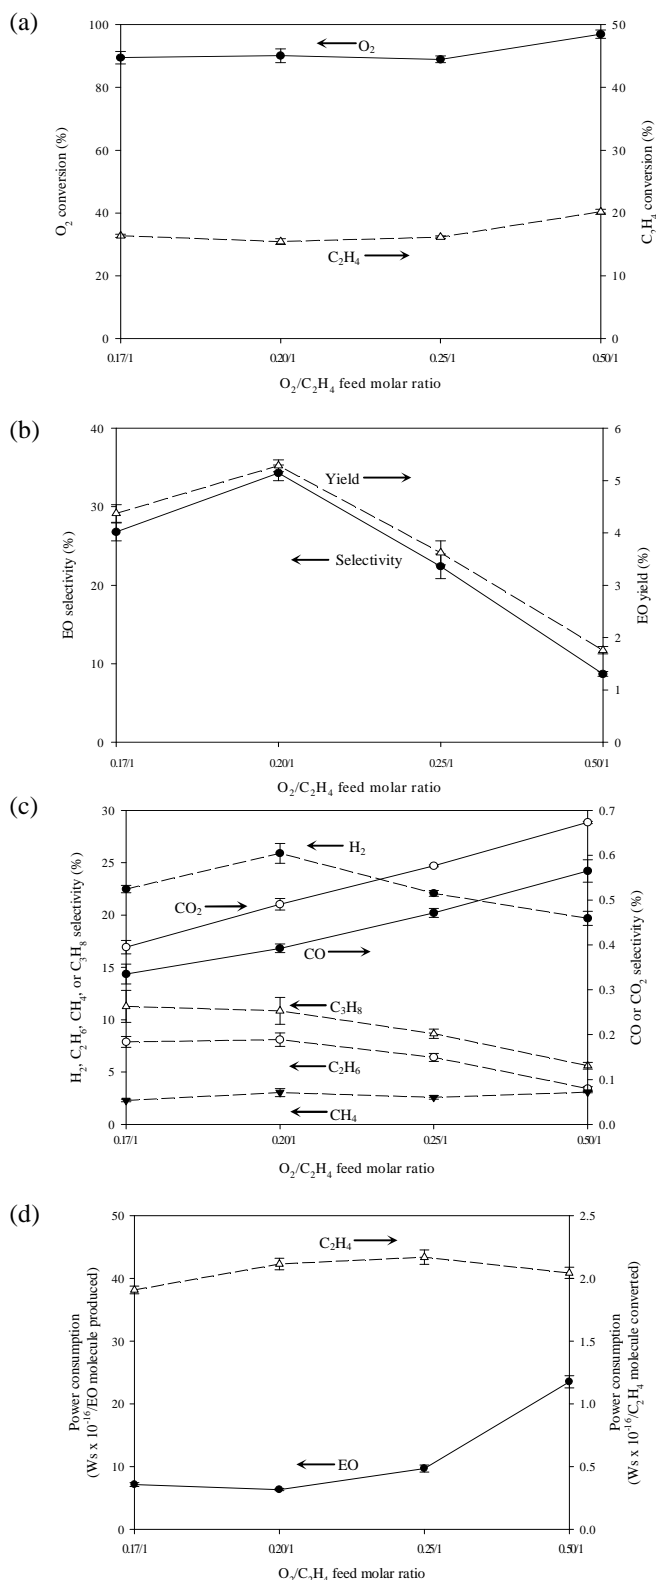 (a)
100
80
60
40
20
0
O₂ conversion (%)
O₂
C₂H₄
50
40
30
20
10
0
C₂H₄ conversion (%)
0.17/1 0.20/1 0.25/1 0.50/1
O₂/C₂H₄ feed molar ratio
(b)
40
30
20
10
0
EO selectivity (%)
Yield
Selectivity
6
5
4
3
2
1
0
EO yield (%)
0.17/1 0.20/1 0.25/1 0.50/1
O₂/C₂H₄ feed molar ratio
(c)
30
25
20
15
10
5
0
H₂, C₂H₆, CH₄, or C₃H₈ selectivity (%)
H₂
CO₂
CO
C₃H₈
C₂H₆
CH₄
0.7
0.6
0.5
0.4
0.3
0.2
0.1
0.0
CO or CO₂ selectivity (%)
0.17/1 0.20/1 0.25/1 0.50/1
O₂/C₂H₄ feed molar ratio
(d)
50
40
30
20
10
0
Power consumption
(Ws x 10⁻¹⁶/EO molecule produced)
C₂H₄
EO
2.5
2.0
1.5
1.0
0.5
0.0
Power consumption
(Ws x 10⁻¹⁶/C₂H₄ molecule converted)
0.17/1 0.20/1 0.25/1 0.50/1
O₂/C₂H₄ feed molar ratio